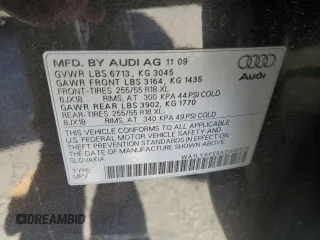 MFD. BY AUDI AG 11 09
GVWR LBS 6713, KG 3045
GAWR FRONT LBS 3164, KG 1435
FRONT-TIRES 255/55 R18 XL
8JX18 RIMS, AT 300 KPA 44 PSI COLD
GAWR REAR LBS 3902, KG 1770
REAR-TIRES 255/55 R18 XL
8JX18 RIMS, AT 340 KPA 49 PSI COLD
THIS VEHICLE CONFORMS TO ALL APPLICABLE
FEDERAL MOTOR VEHICLE SAFETY AND
THEFT PREVENTION STANDARDS IN EFFECT ON
THE DATE OF MANUFACTURE SHOWN ABOVE
SLOVAKIA
TYPE:
MPV
Audi
DREAMBID